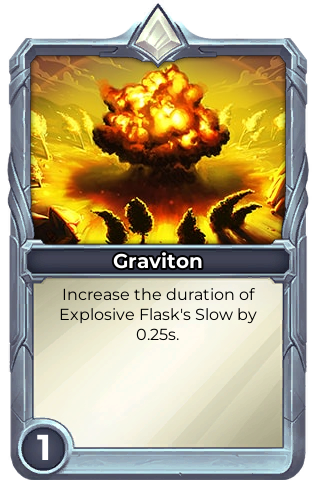 Graviton
Increase the duration of
Explosive Flask's Slow by
0.25s.
1